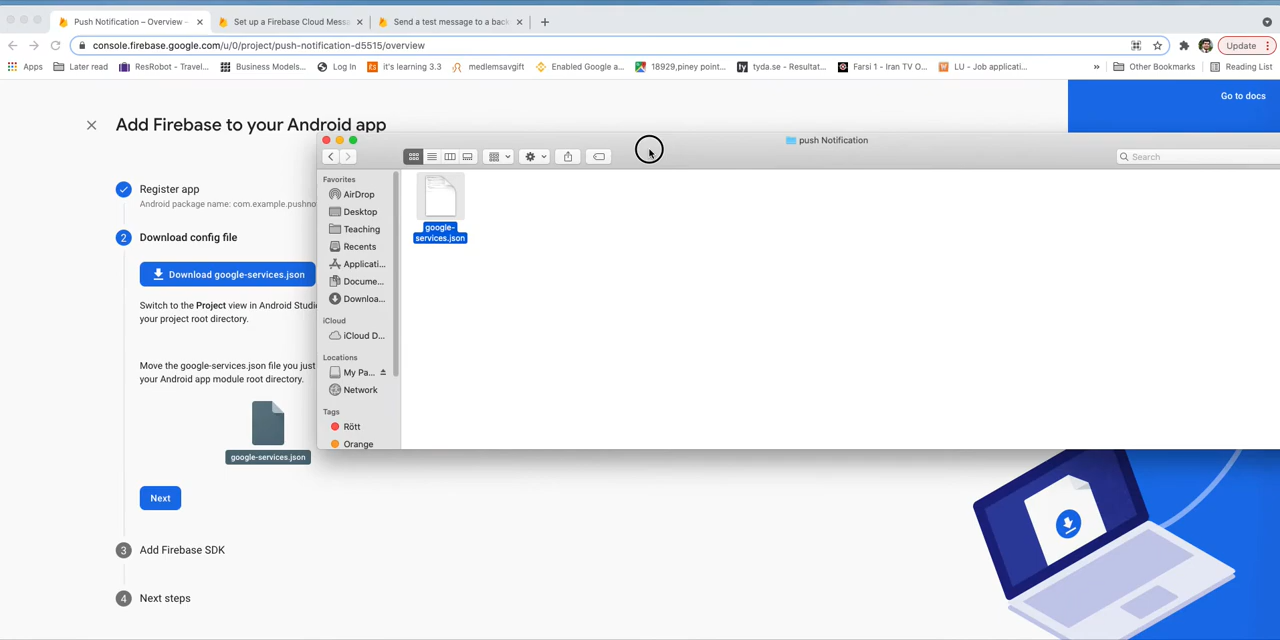 Push Notification – Overview –
Set up a Firebase Cloud Messa
Send a test message to a back
console.firebase.google.com/u/0/project/push-notification-d5515/overview
Update
Apps
Later read
ResRobot - Travel...
Business Models...
Log In
it's learning 3.3
medlemsavgift
Enabled Google a...
18929,piney point...
tyda.se - Resultat...
Farsi 1 - Iran TV O...
LU - Job applicati...
»
Other Bookmarks
Reading List
Go to docs
Add Firebase to your Android app
push Notification
Search
Register app
Android package name: com.example.pushno
2
Download config file
Download google-services.json
Switch to the Project view in Android Studi
your project root directory.
Move the google-services.json file you just
your Android app module root directory.
google-services.json
Next
3
Add Firebase SDK
4
Next steps
Favorites
AirDrop
Desktop
Teaching
Recents
Applicati...
Docume...
Downloa...
iCloud
iCloud D...
Locations
My Pa...
Network
Tags
Rött
Orange
google-
services.json